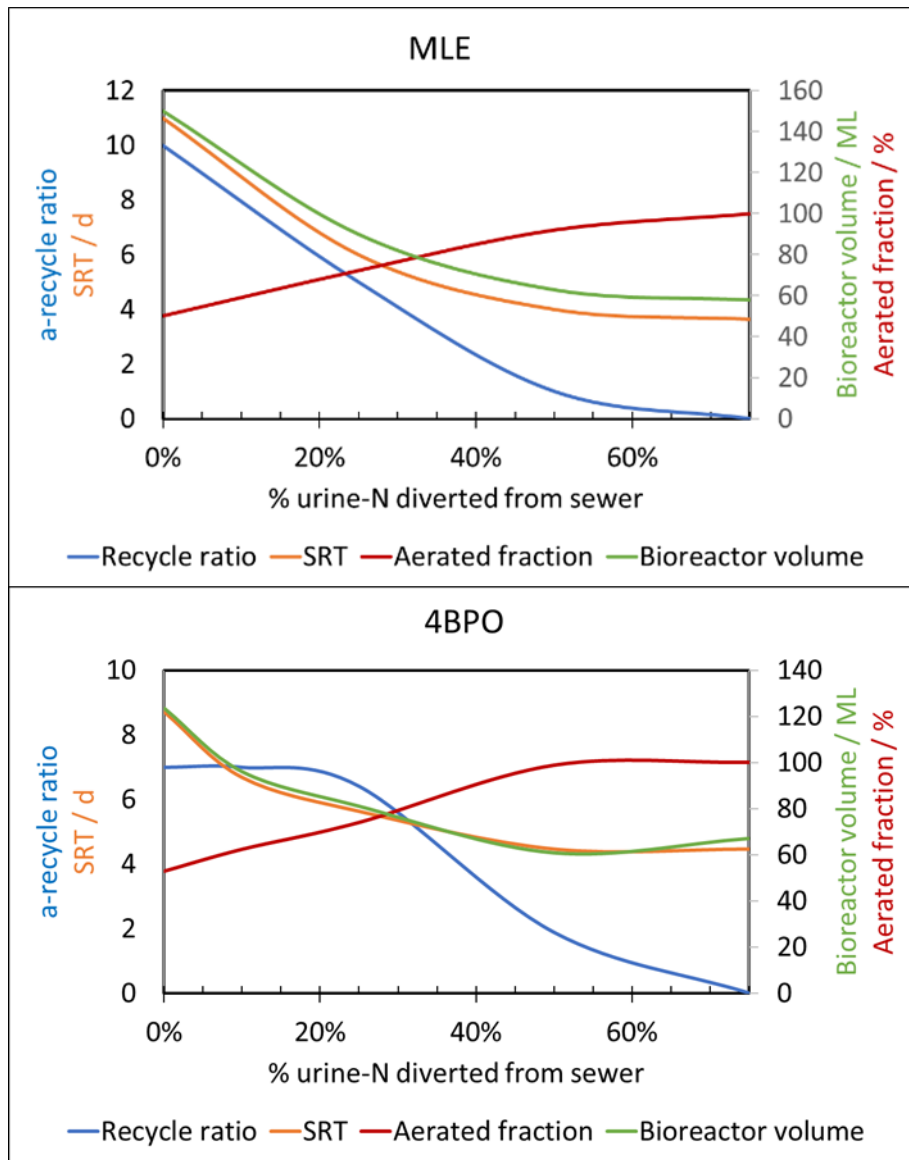 MLE
12
10
8
6
4
2
0
a-recycle ratio
SRT / d
160
140
120
100
80
60
40
20
0
Bioreactor volume / ML
Aerated fraction / %
0% 20% 40% 60%
% urine-N diverted from sewer
Recycle ratio SRT Aerated fraction Bioreactor volume
4BPO
10
8
6
4
2
0
a-recycle ratio
SRT / d
140
120
100
80
60
40
20
0
Bioreactor volume / ML
Aerated fraction / %
0% 20% 40% 60%
% urine-N diverted from sewer
Recycle ratio SRT Aerated fraction Bioreactor volume